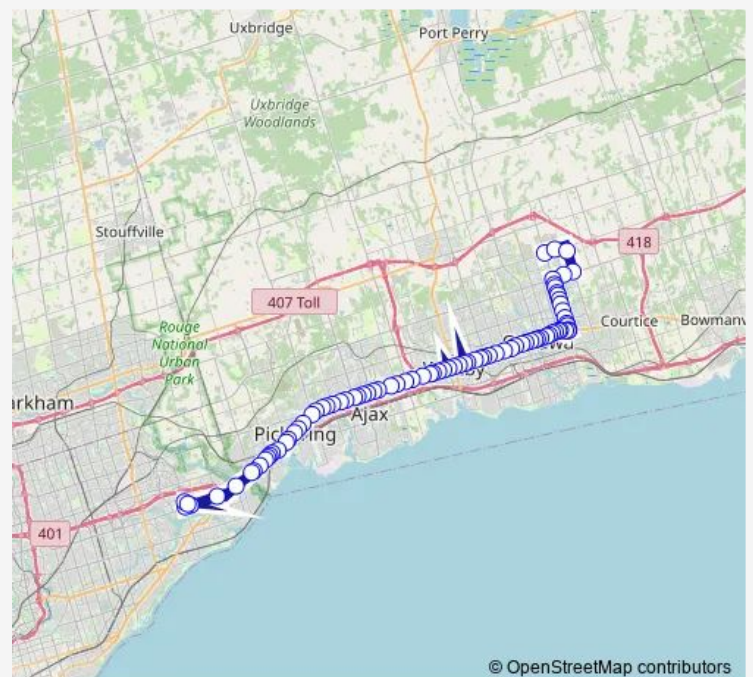 Uxbridge
Port Perry
Uxbridge
Woodlands
Stouffville
418
407 Toll
Rouge
National
Urban
Park
Courtice
Bowmanv
arkham
Ajax
401
© OpenStreetMap contributors